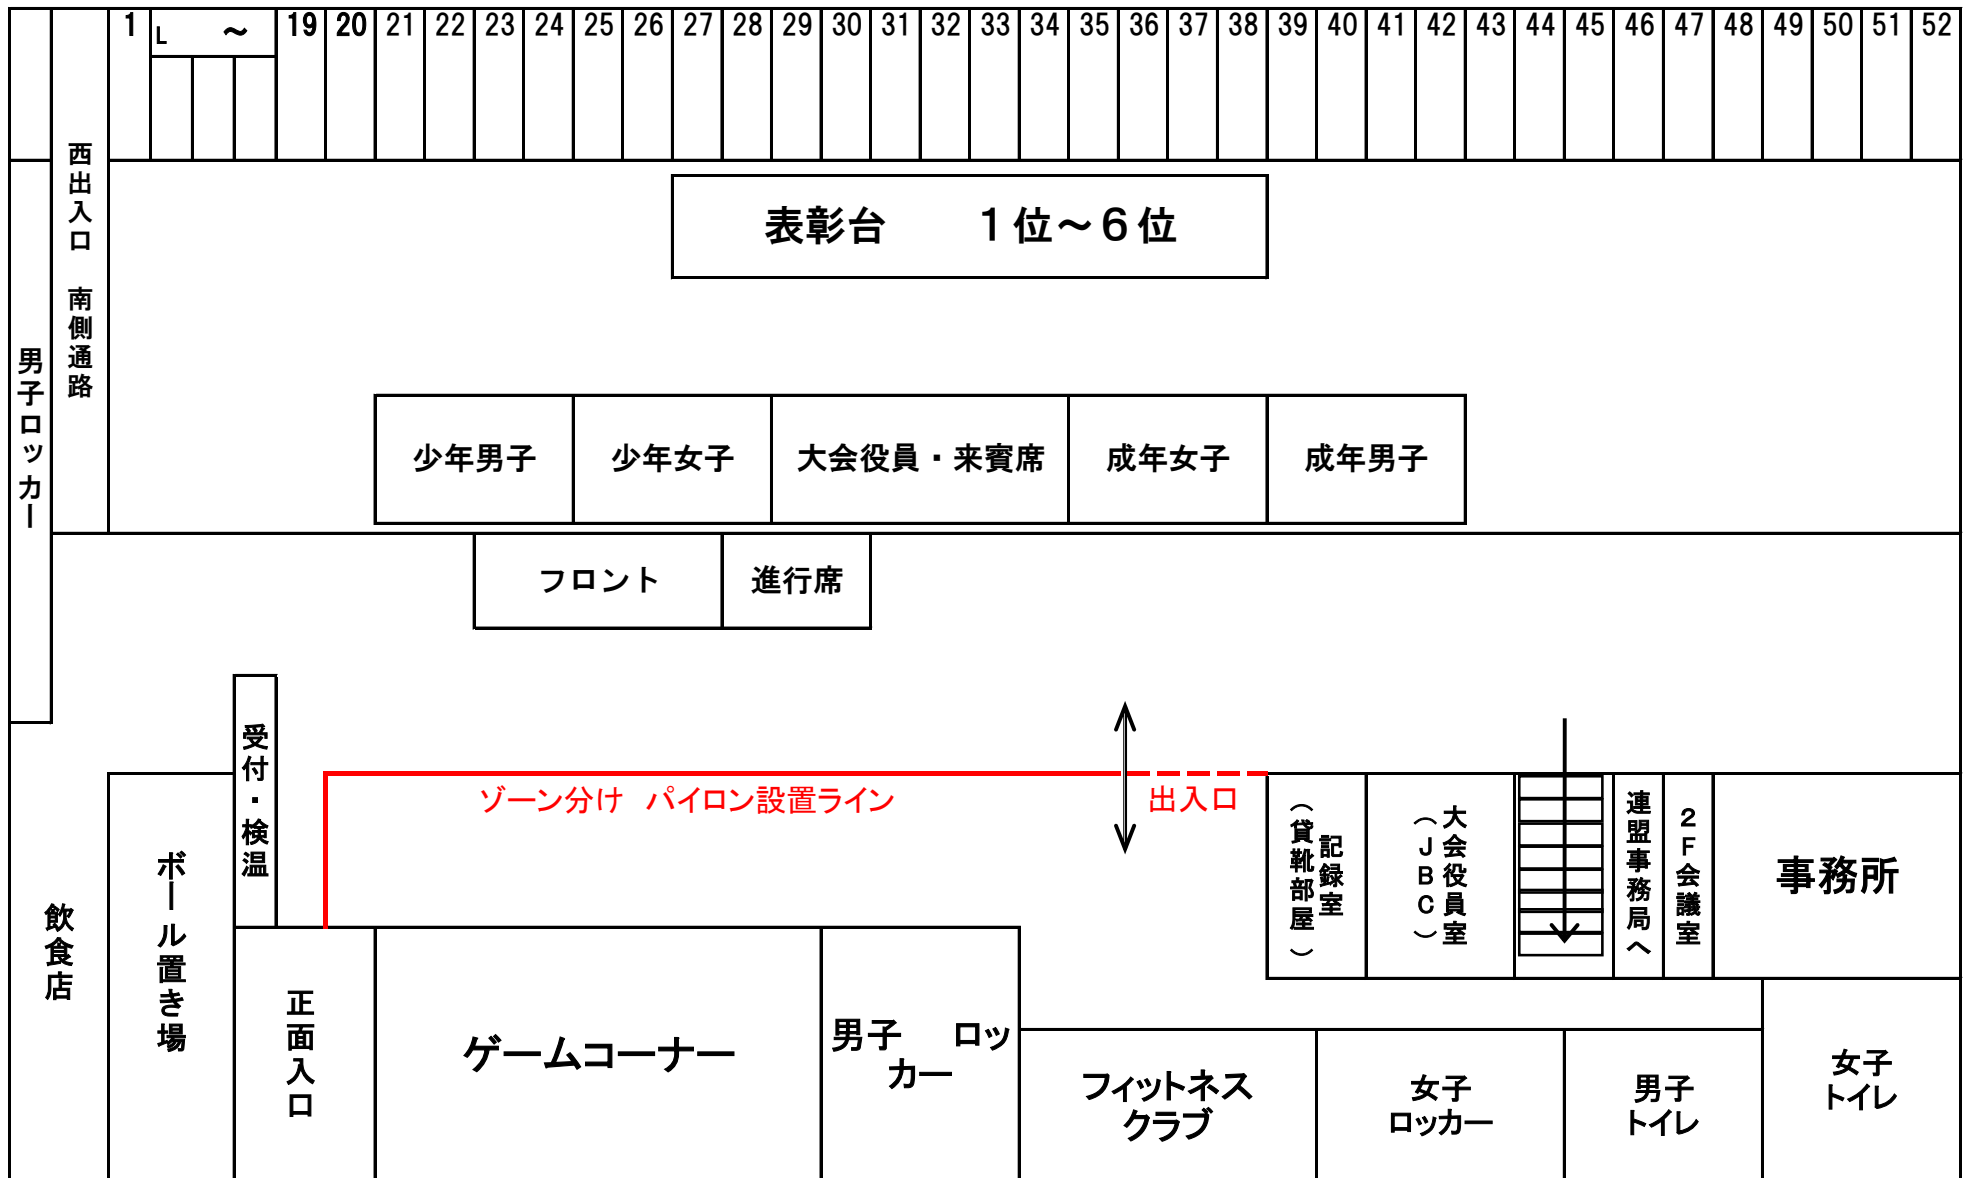 1 L ～ 19 20 21 22 23 24 25 26 27 28 29 30 31 32 33 34 35 36 37 38 39 40 41 42 43 44 45 46 47 48 49 50 51 52
西出入口　南側通路
男子ロッカー
表彰台　　１位～６位
少年男子
少年女子
大会役員・来賓席
成年女子
成年男子
フロント
進行席
受付・検温
ゾーン分け　パイロン設置ライン
出入口
記録室
（貸靴部屋）
大会役員室
（ＪＢＣ）
連盟事務局へ
２Ｆ会議室
事務所
飲食店
ボール置き場
正面入口
ゲームコーナー
男子　ロッ
カー
フィットネス
クラブ
女子
ロッカー
男子
トイレ
女子
トイレ